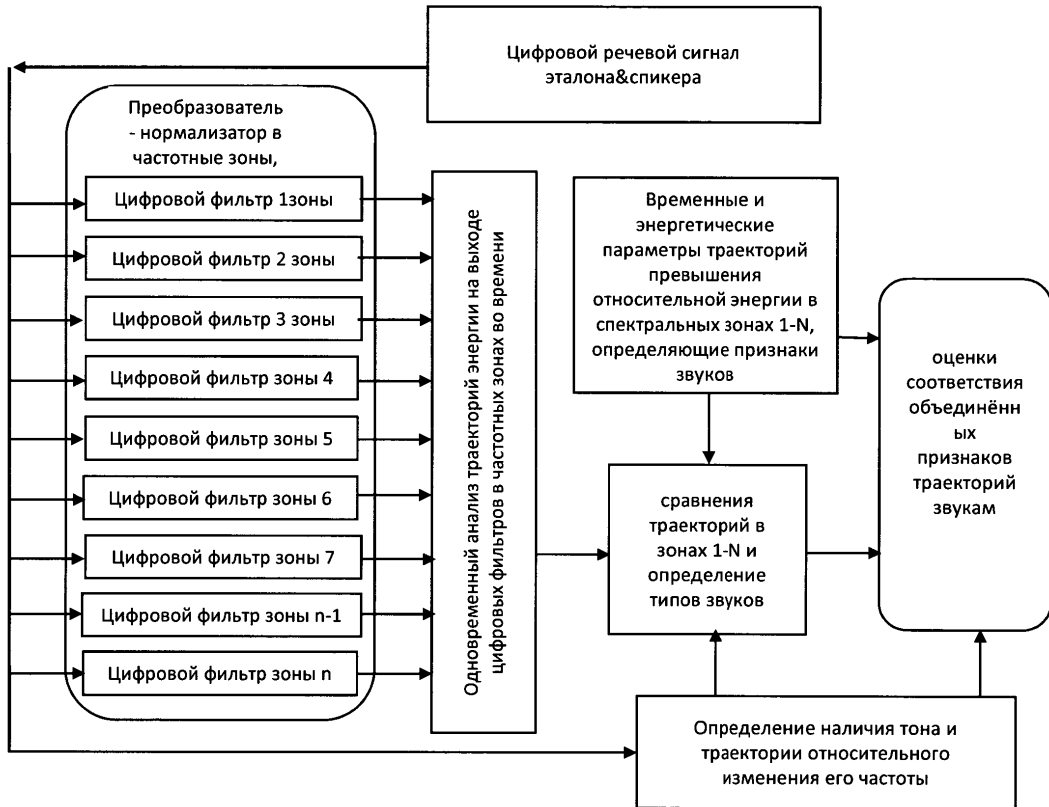 Цифровой речевой сигнал
эталона&спикера
Преобразователь
- нормализатор в
частотные зоны,
Цифровой фильтр 1зоны
Цифровой фильтр 2 зоны
Цифровой фильтр 3 зоны
Цифровой фильтр зоны 4
Цифровой фильтр зоны 5
Цифровой фильтр зоны 6
Цифровой фильтр зоны 7
Цифровой фильтр зоны n-1
Цифровой фильтр зоны n
Одновременный анализ траекторий энергии на выходе
цифровых фильтров в частотных зонах во времени
Временные и
энергетические
параметры траекторий
превышения
относительной энергии в
спектральных зонах 1-N,
определяющие признаки
звуков
сравнения
траекторий в
зонах 1-N и
определение
типов звуков
оценки
соответствия
объединённ
ых
признаков
траекторий
звукам
Определение наличия тона и
траектории относительного
изменения его частоты